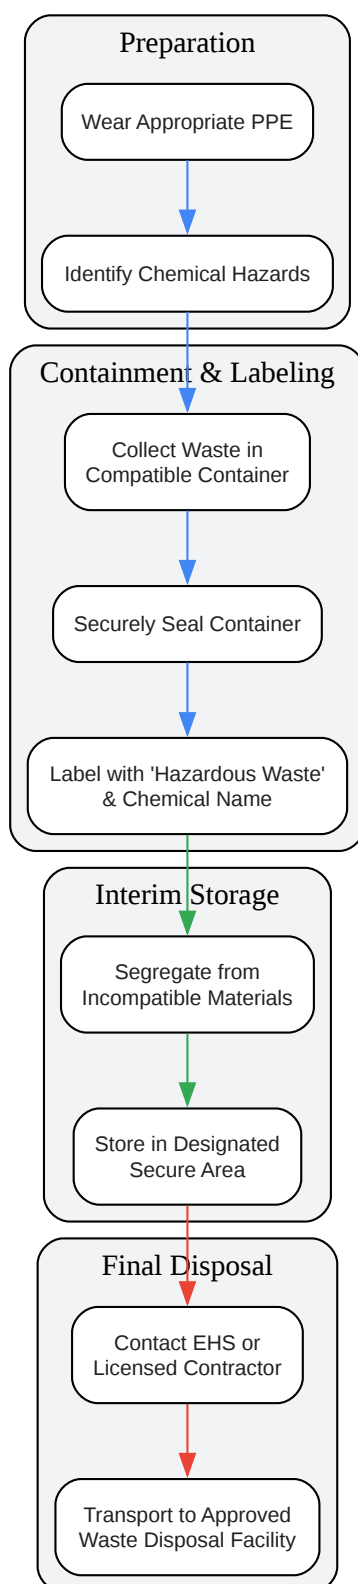 Preparation
Wear Appropriate PPE
Identify Chemical Hazards
Containment & Labeling
Collect Waste in
Compatible Container
Securely Seal Container
Label with 'Hazardous Waste'
& Chemical Name
Interim Storage
Segregate from
Incompatible Materials
Store in Designated
Secure Area
Final Disposal
Contact EHS or
Licensed Contractor
Transport to Approved
Waste Disposal Facility